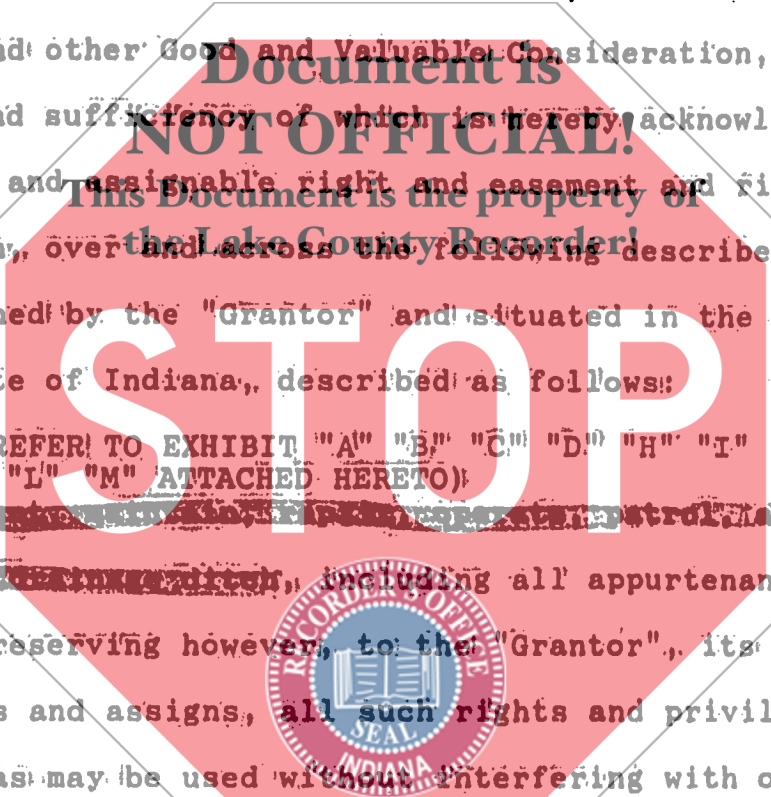 d other Good and Valuable Consideration,
Document is
d sufficiency of which is hereby acknowl
NOT OFFICIAL!
and assignable right and easement and ri
This Document is the property of
, over and across the following describe
the Lake County Recorder!
ned by the "Grantor" and situated in the
STOP
te of Indiana, described as follows:
REFER TO EXHIBIT "A" "B" "C" "D" "H" "I"
"L" "M" ATTACHED HERETO)
ditch, including all appurtenan
RECORDER'S OFFICE
reserving however, to the "Grantor", its
s and assigns, all such rights and privil
SEAL
INDIANA
as may be used without interfering with o